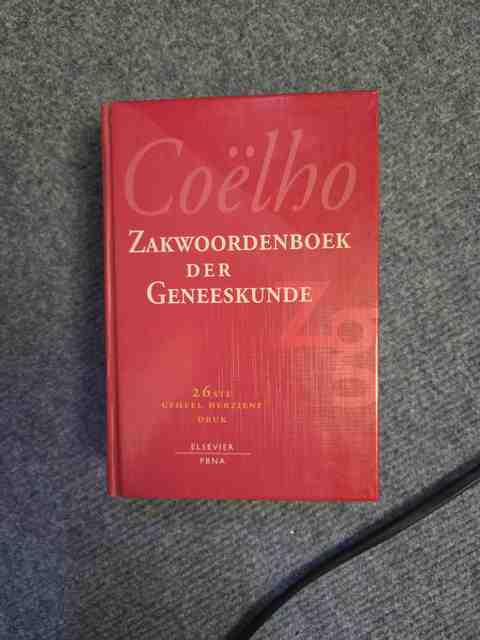 Coëlho
ZAKWOORDENBOEK
DER
GENEESKUNDE
26STE
GEHEEL HERZIENE
DRUK
ELSEVIER
PBNA